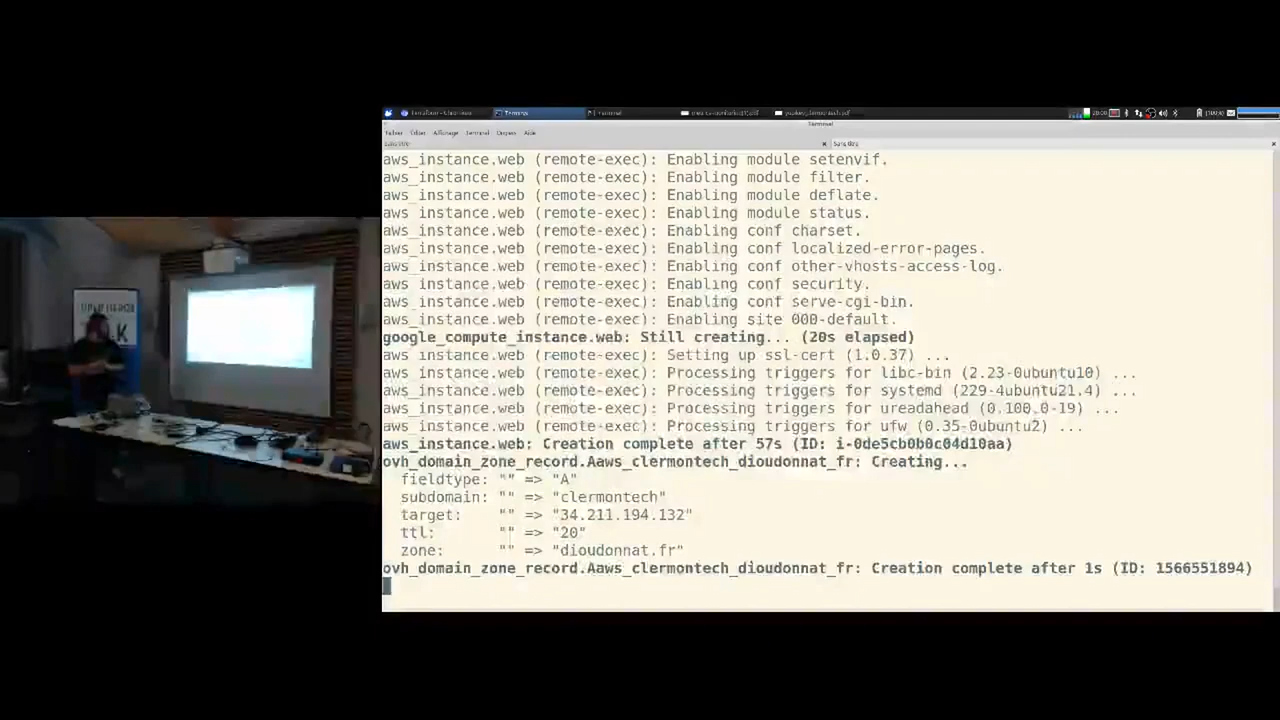 Terminal
Fichier Éditer Affichage Terminal Onglets Aide
aws_instance.web (remote-exec): Enabling module setenvif.
aws_instance.web (remote-exec): Enabling module filter.
aws_instance.web (remote-exec): Enabling module deflate.
aws_instance.web (remote-exec): Enabling module status.
aws_instance.web (remote-exec): Enabling conf charset.
aws_instance.web (remote-exec): Enabling conf localized-error-pages.
aws_instance.web (remote-exec): Enabling conf other-vhosts-access-log.
aws_instance.web (remote-exec): Enabling conf security.
aws_instance.web (remote-exec): Enabling conf serve-cgi-bin.
aws_instance.web (remote-exec): Enabling site 000-default.
google_compute_instance.web: Still creating... (20s elapsed)
aws_instance.web (remote-exec): Setting up ssl-cert (1.0.37) ...
aws_instance.web (remote-exec): Processing triggers for libc-bin (2.23-0ubuntu10) ...
aws_instance.web (remote-exec): Processing triggers for systemd (229-4ubuntu21.4) ...
aws_instance.web (remote-exec): Processing triggers for ureadahead (0.100.0-19) ...
aws_instance.web (remote-exec): Processing triggers for ufw (0.35-0ubuntu2) ...
aws_instance.web: Creation complete after 57s (ID: i-0de5cb0b0c04d10aa)
ovh_domain_zone_record.Aaws_clermontech_dioudonnat_fr: Creating...
fieldtype: "" => "A"
subdomain: "" => "clermontech"
target: "" => "34.211.194.132"
ttl: "" => "20"
zone: "" => "dioudonnat.fr"
ovh_domain_zone_record.Aaws_clermontech_dioudonnat_fr: Creation complete after 1s (ID: 1566551894)